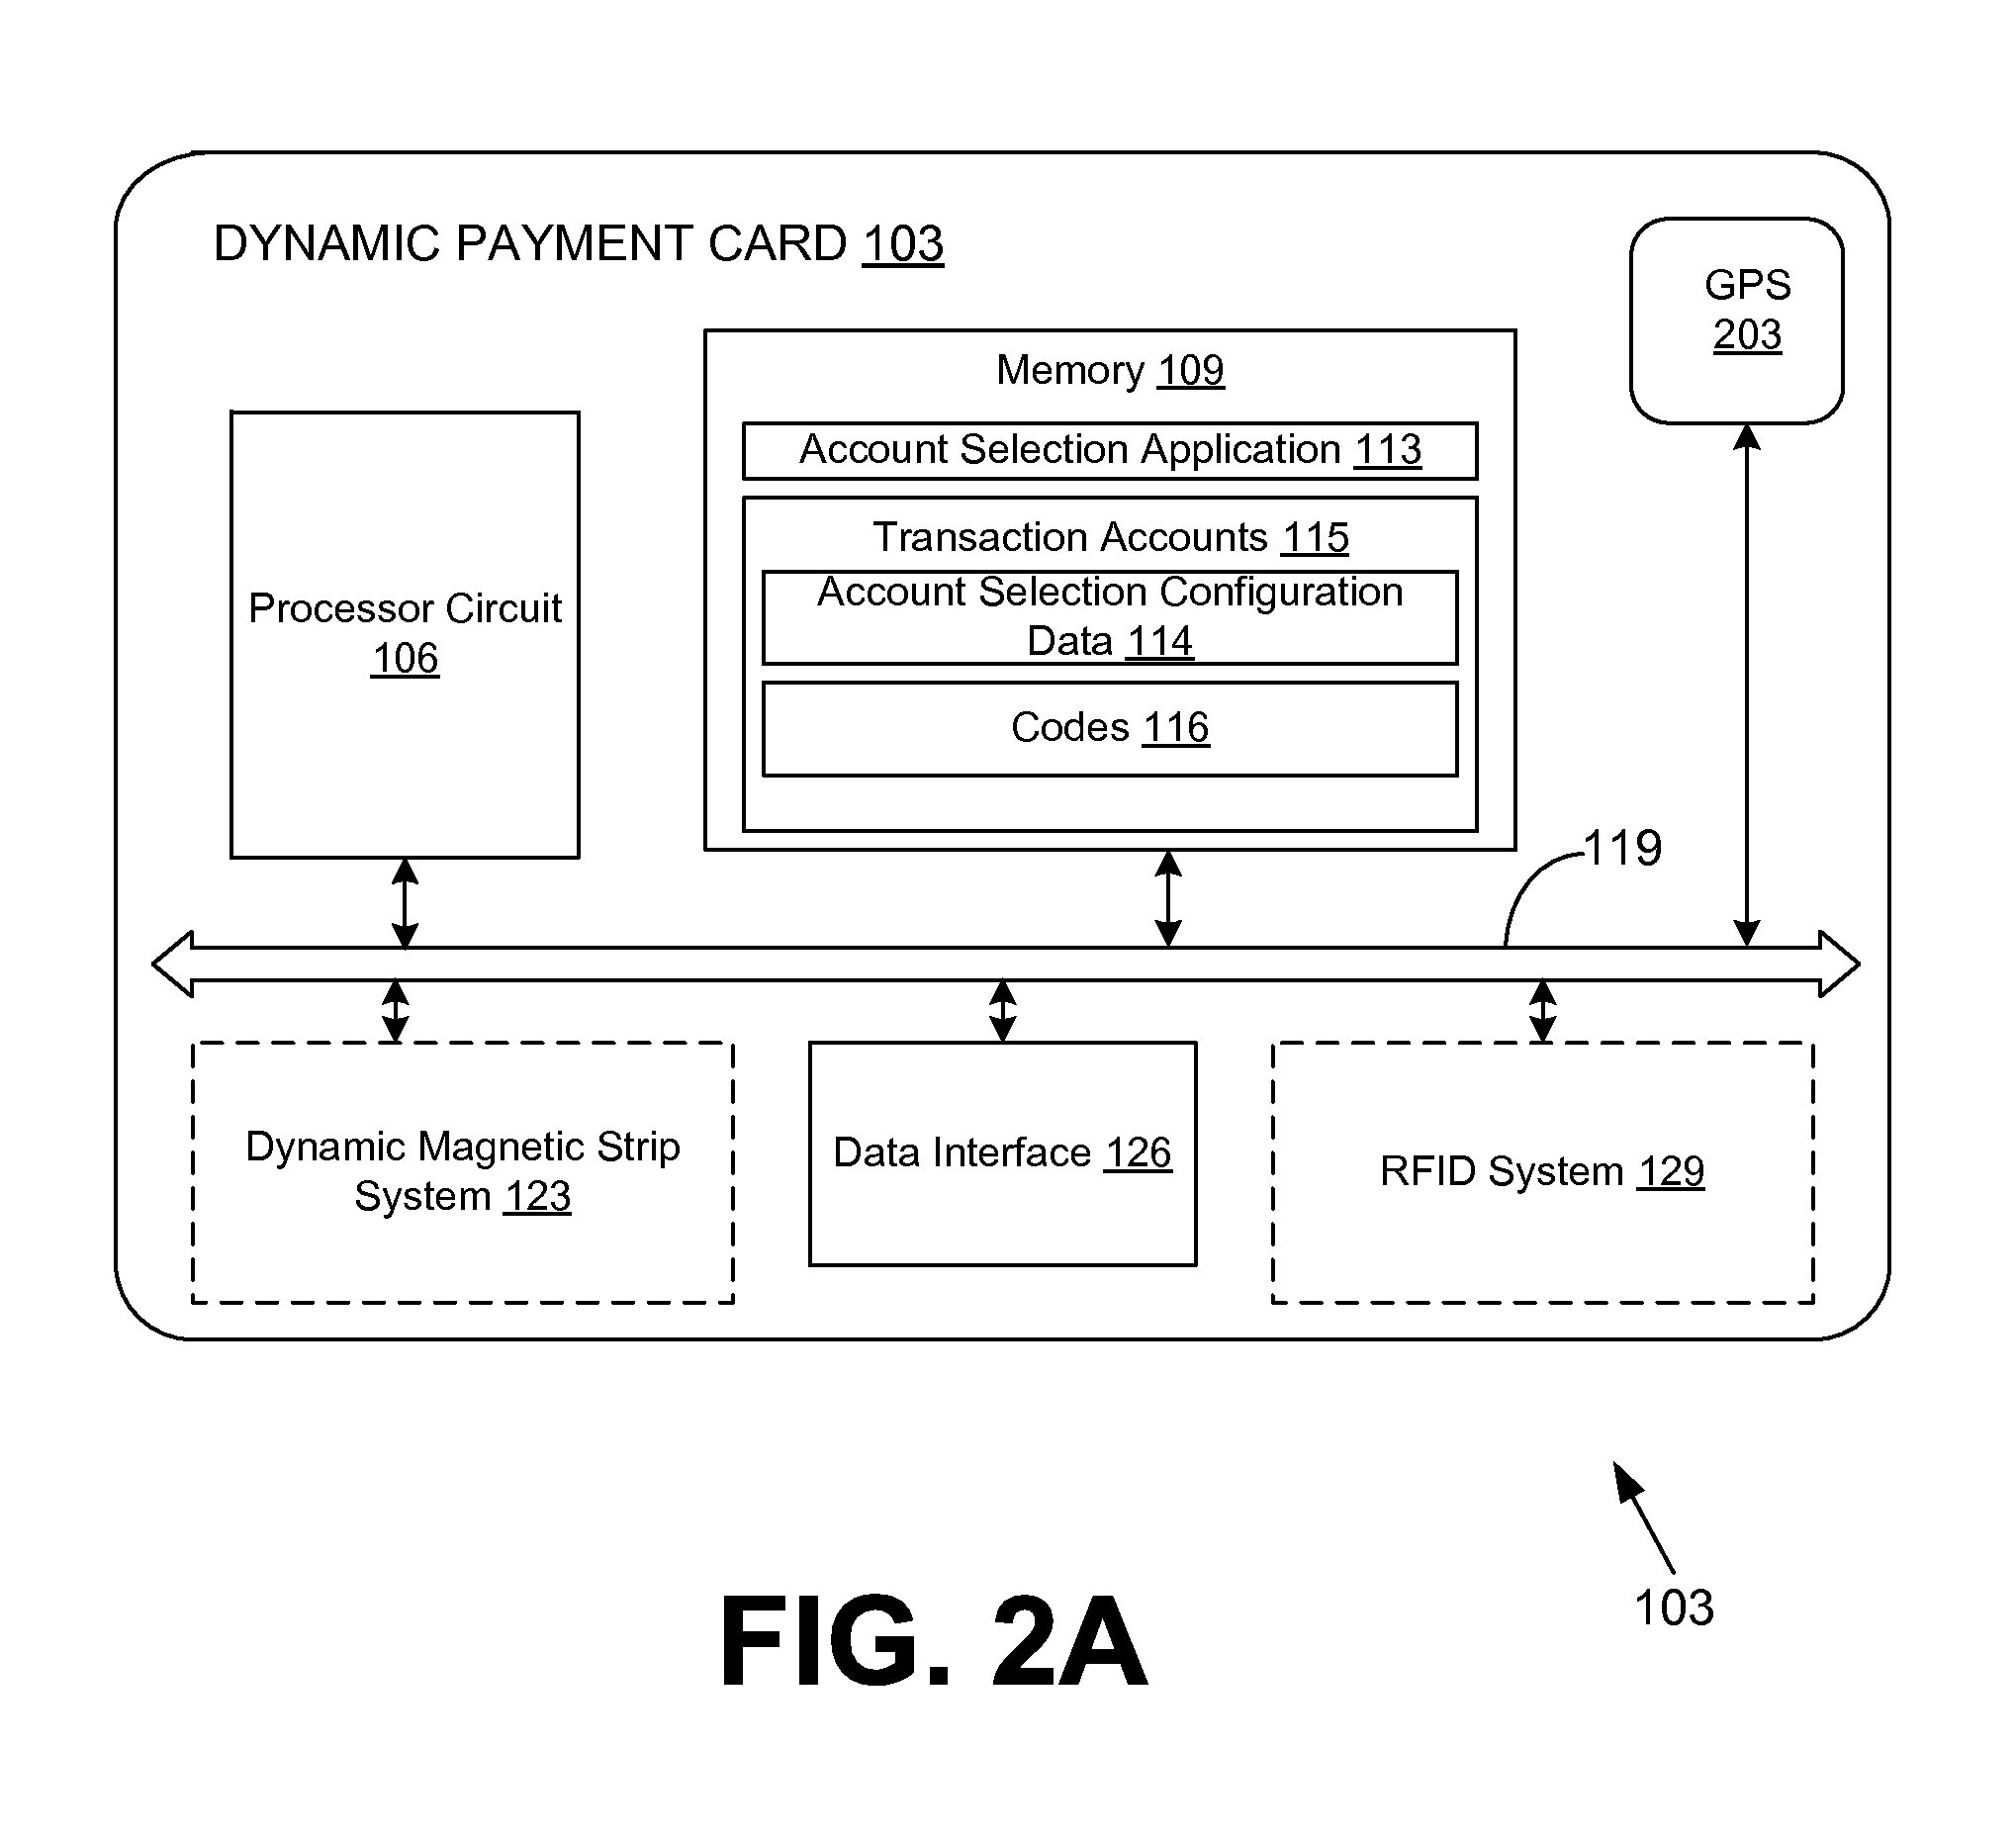 DYNAMIC PAYMENT CARD 103
GPS
203
Memory 109
Account Selection Application 113
Transaction Accounts 115
Account Selection Configuration
Data 114
Codes 116
Processor Circuit
106
119
Dynamic Magnetic Strip
System 123
Data Interface 126
RFID System 129
103
FIG. 2A